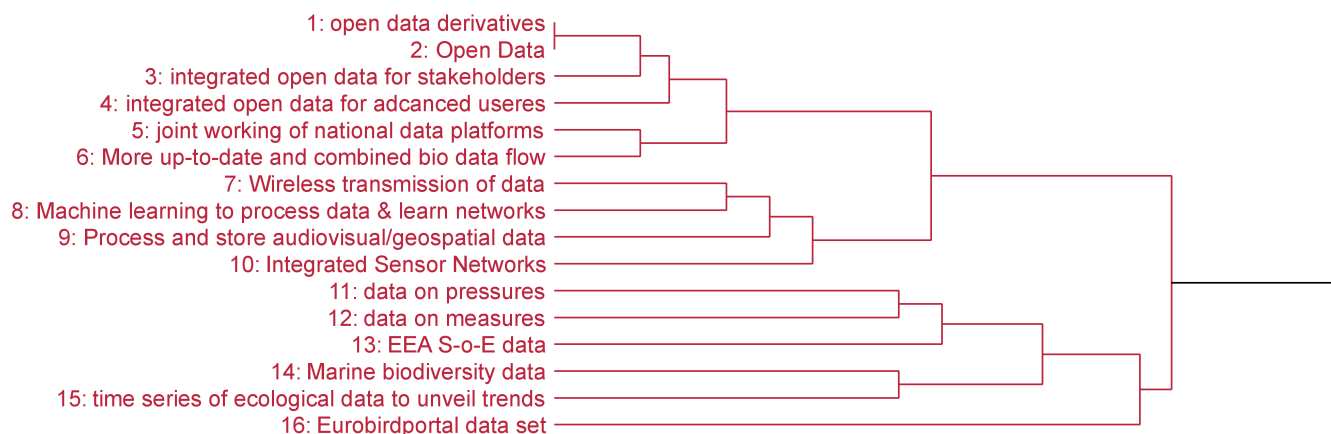 1: open data derivatives
2: Open Data
3: integrated open data for stakeholders
4: integrated open data for adcanced useres
5: joint working of national data platforms
6: More up-to-date and combined bio data flow
7: Wireless transmission of data
8: Machine learning to process data & learn networks
9: Process and store audiovisual/geospatial data
10: Integrated Sensor Networks
11: data on pressures
12: data on measures
13: EEA S-o-E data
14: Marine biodiversity data
15: time series of ecological data to unveil trends
16: Eurobirdportal data set